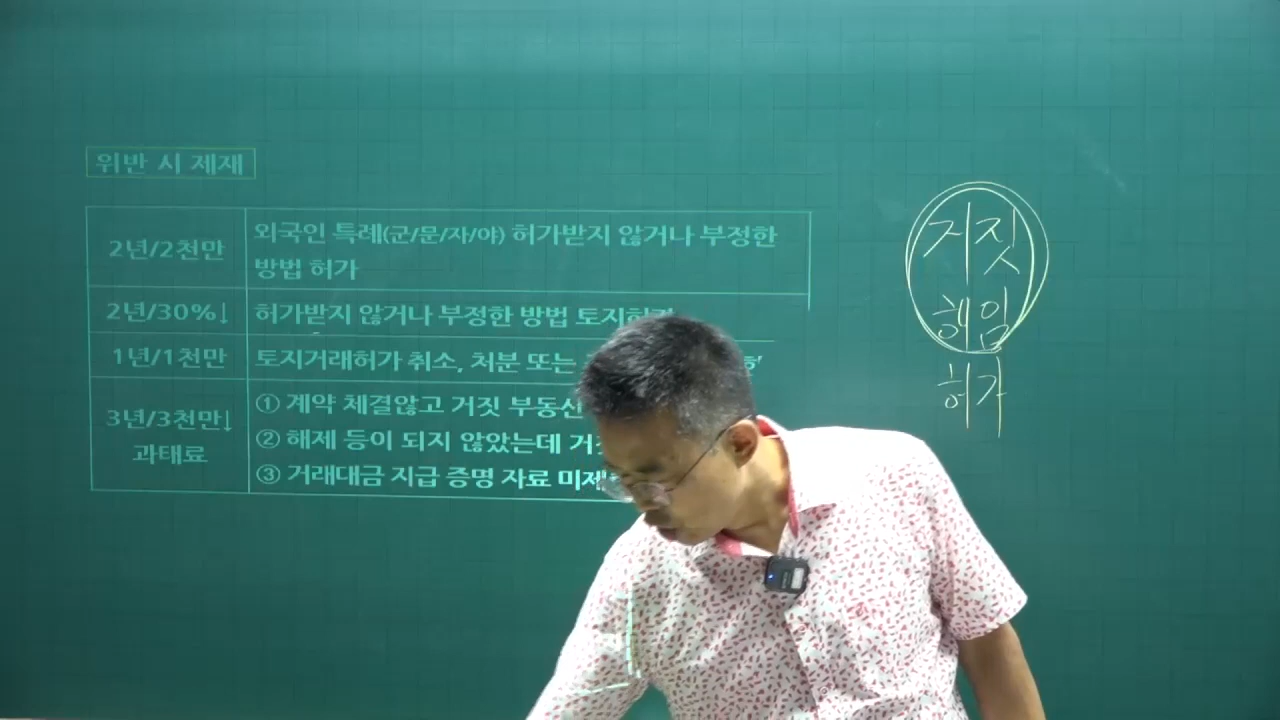 위반 시 제재
2년/2천만
외국인 특례(군/문/자/야) 허가받지 않거나 부정한
방법 허가
2년/30%↓
허가받지 않거나 부정한 방법 토지허가
1년/1천만
토지거래허가 취소, 처분 또는
3년/3천만↓
과태료
① 계약 체결않고 거짓 부동산
② 해제 등이 되지 않았는데
③ 거래대금 지급 증명 자료
거짓
해임
허가